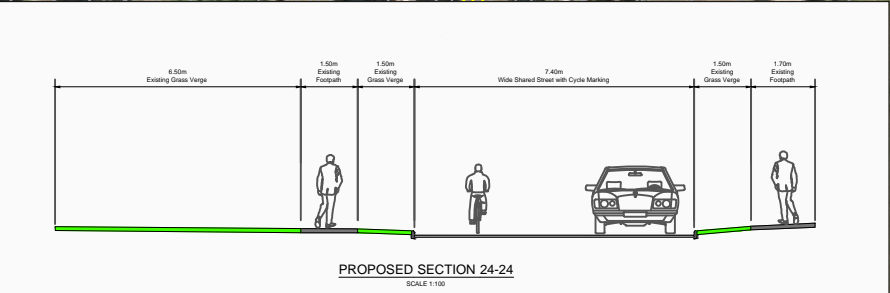 6.50m
Existing Grass Verge
1.50m
Existing
Footpath
1.50m
Existing
Grass Verge
7.40m
Wide Shared Street with Cycle Marking
1.50m
Existing
Grass Verge
1.70m
Existing
Footpath
PROPOSED SECTION 24-24
SCALE 1:100